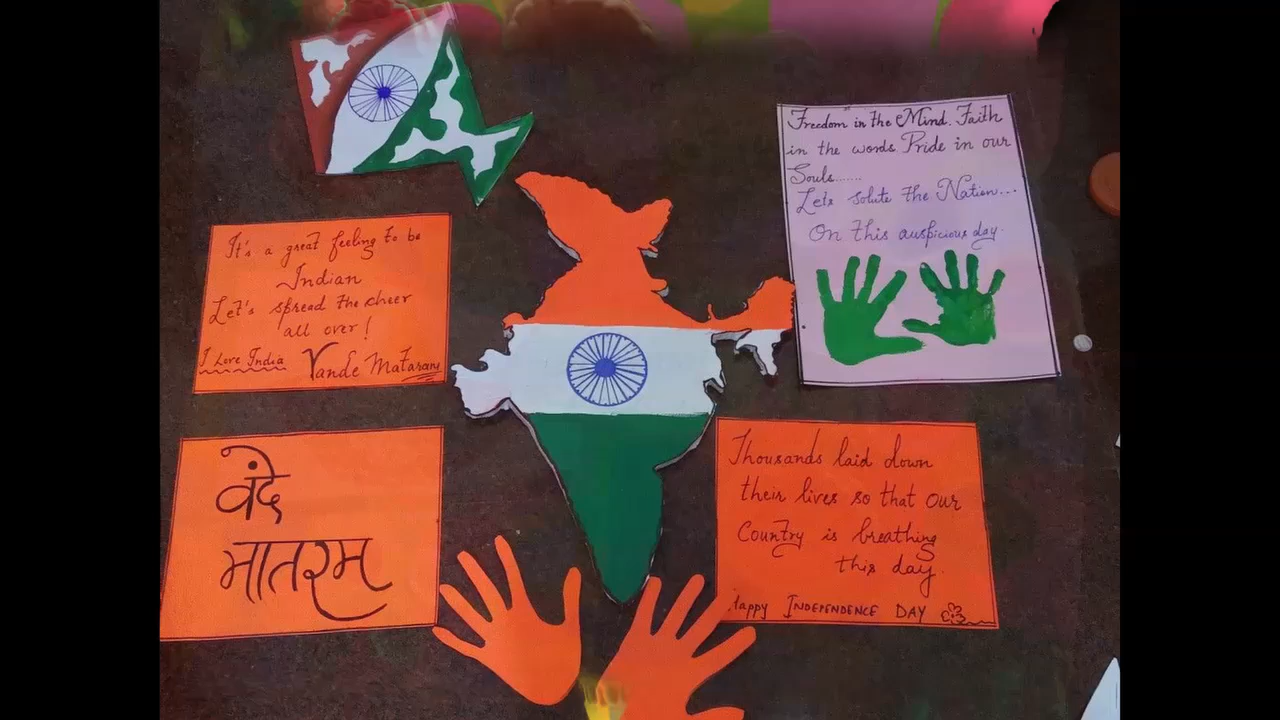 It's a great feeling to be
Indian
Let's spread the cheer
all over!
I Love India Vande Mataram
वंदे
मातरम
Freedom in the Mind. Faith
in the words Pride in our
Souls......
Lets solute the Nation...
On this auspicious day.
Thousands laid down
their lives so that our
Country is breathing
this day.
Happy INDEPENDENCE DAY